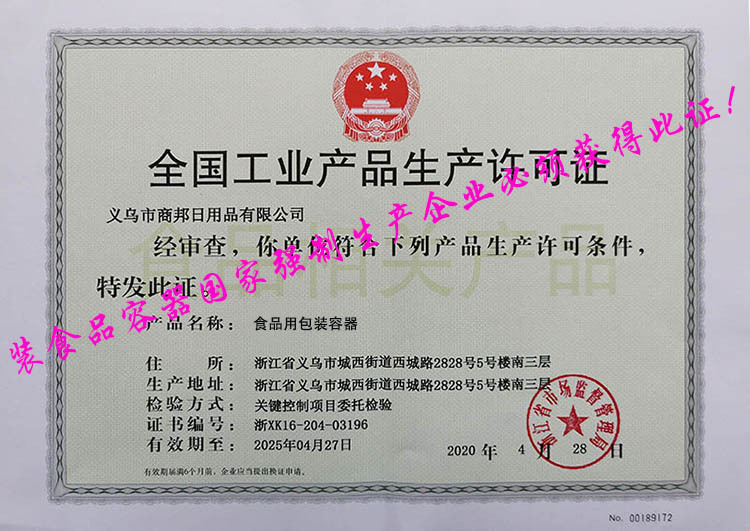 全国工业产品生产许可证
义乌市商邦日用品有限公司
经审查，你单位符合下列产品生产许可条件，
特发此证。
食品相关产品
产品名称： 食品用包装容器
住 所： 浙江省义乌市城西街道西城路2828号5号楼南三层
生产地址： 浙江省义乌市城西街道西城路2828号5号楼南三层
检验方式： 关键控制项目委托检验
证书编号： 浙XK16-204-03196
有效期至： 2025年04月27日
2020 年 4 月 28 日
浙江省市场监督管理局
有效期届满6个月前，企业应当提出换证申请。
No. 00189172
装食品容器国家强制生产企业必须获得此证！